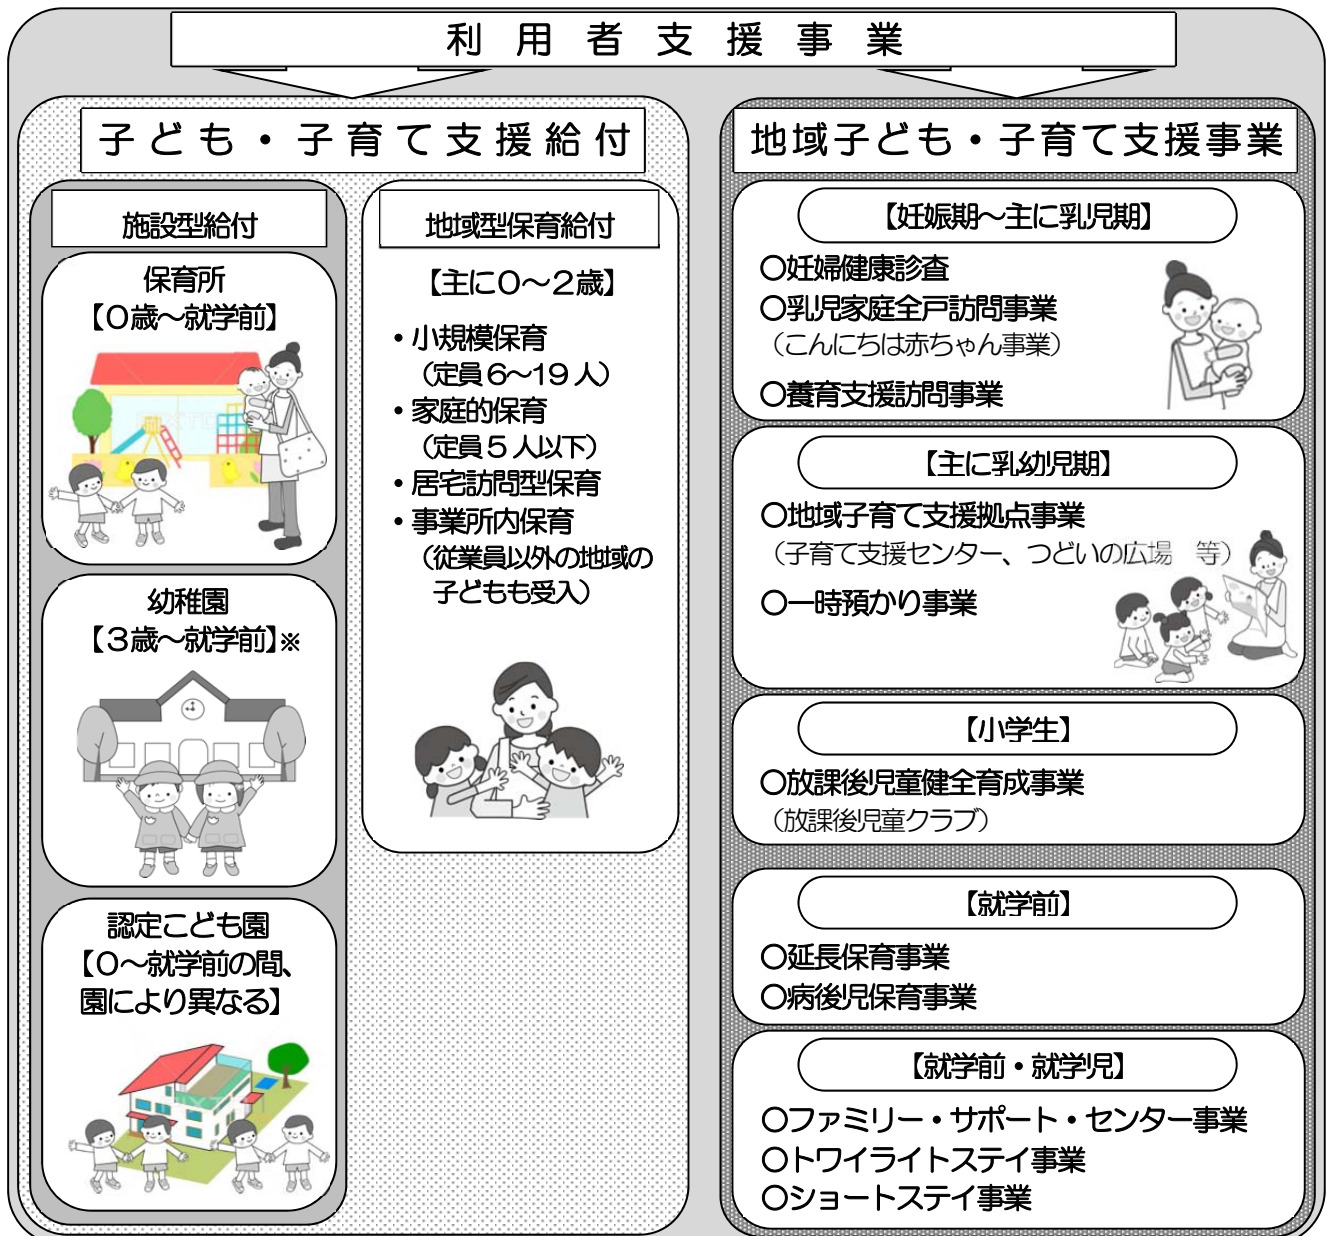 利用者支援事業
子ども・子育て支援給付
施設型給付
保育所
【0歳～就学前】
幼稚園
【3歳～就学前】※
認定こども園
【0～就学前の間、
園により異なる】
地域型保育給付
【主に0～2歳】
・小規模保育
（定員6～19人）
・家庭的保育
（定員5人以下）
・居宅訪問型保育
・事業所内保育
（従業員以外の地域の
子どもも受入）
地域子ども・子育て支援事業
【妊娠期～主に乳児期】
○妊婦健康診査
○乳児家庭全戸訪問事業
（こんにちは赤ちゃん事業）
○養育支援訪問事業
【主に乳幼児期】
○地域子育て支援拠点事業
（子育て支援センター、つどいの広場　等）
○一時預かり事業
【小学生】
○放課後児童健全育成事業
（放課後児童クラブ）
【就学前】
○延長保育事業
○病後児保育事業
【就学前・就学児】
○ファミリー・サポート・センター事業
○トワイライトステイ事業
○ショートステイ事業